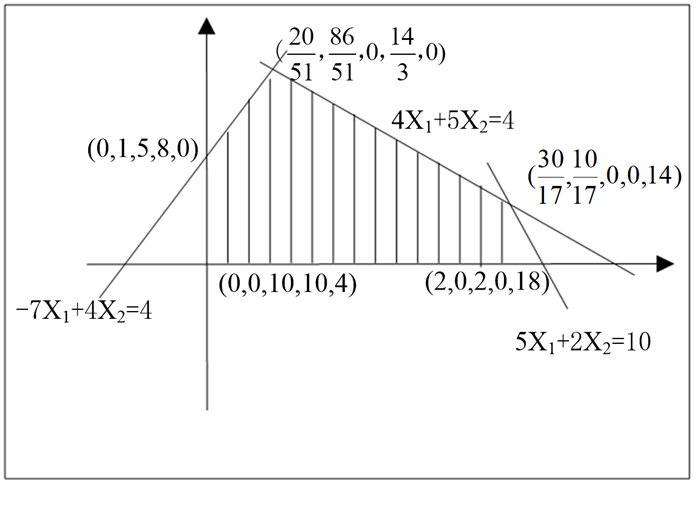 (20/51, 86/51, 0, 14/3, 0)
4X₁+5X₂=4
(0,1,5,8,0)
(30/17, 10/17, 0, 0, 14)
(0,0,10,10,4)
(2,0,2,0,18)
−7X₁+4X₂=4
5X₁+2X₂=10